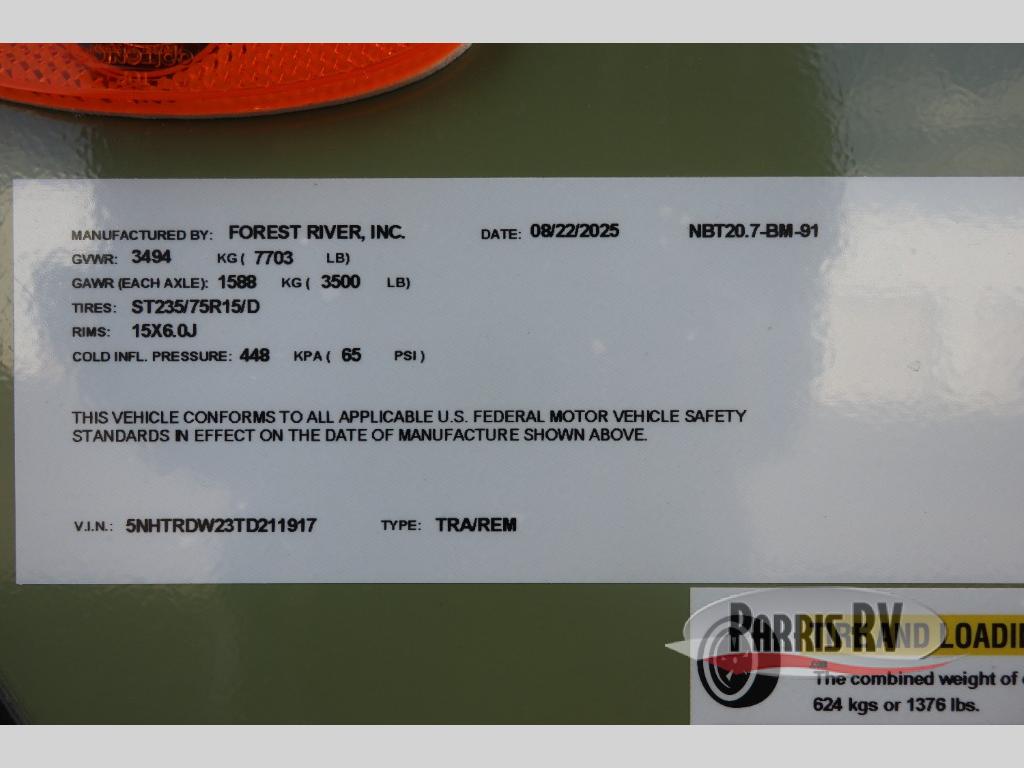 MANUFACTURED BY: FOREST RIVER, INC. DATE: 08/22/2025 NBT20.7-BM-91
GVWR: 3494 KG ( 7703 LB)
GAWR (EACH AXLE): 1588 KG ( 3500 LB)
TIRES: ST235/75R15/D
RIMS: 15X6.0J
COLD INFL. PRESSURE: 448 KPA ( 65 PSI )
THIS VEHICLE CONFORMS TO ALL APPLICABLE U.S. FEDERAL MOTOR VEHICLE SAFETY
STANDARDS IN EFFECT ON THE DATE OF MANUFACTURE SHOWN ABOVE.
V.I.N.: 5NHTRDW23TD211917 TYPE: TRA/REM
PARRIS RV
.com
AND LOADIN
The combined weight of
624 kgs or 1376 lbs.